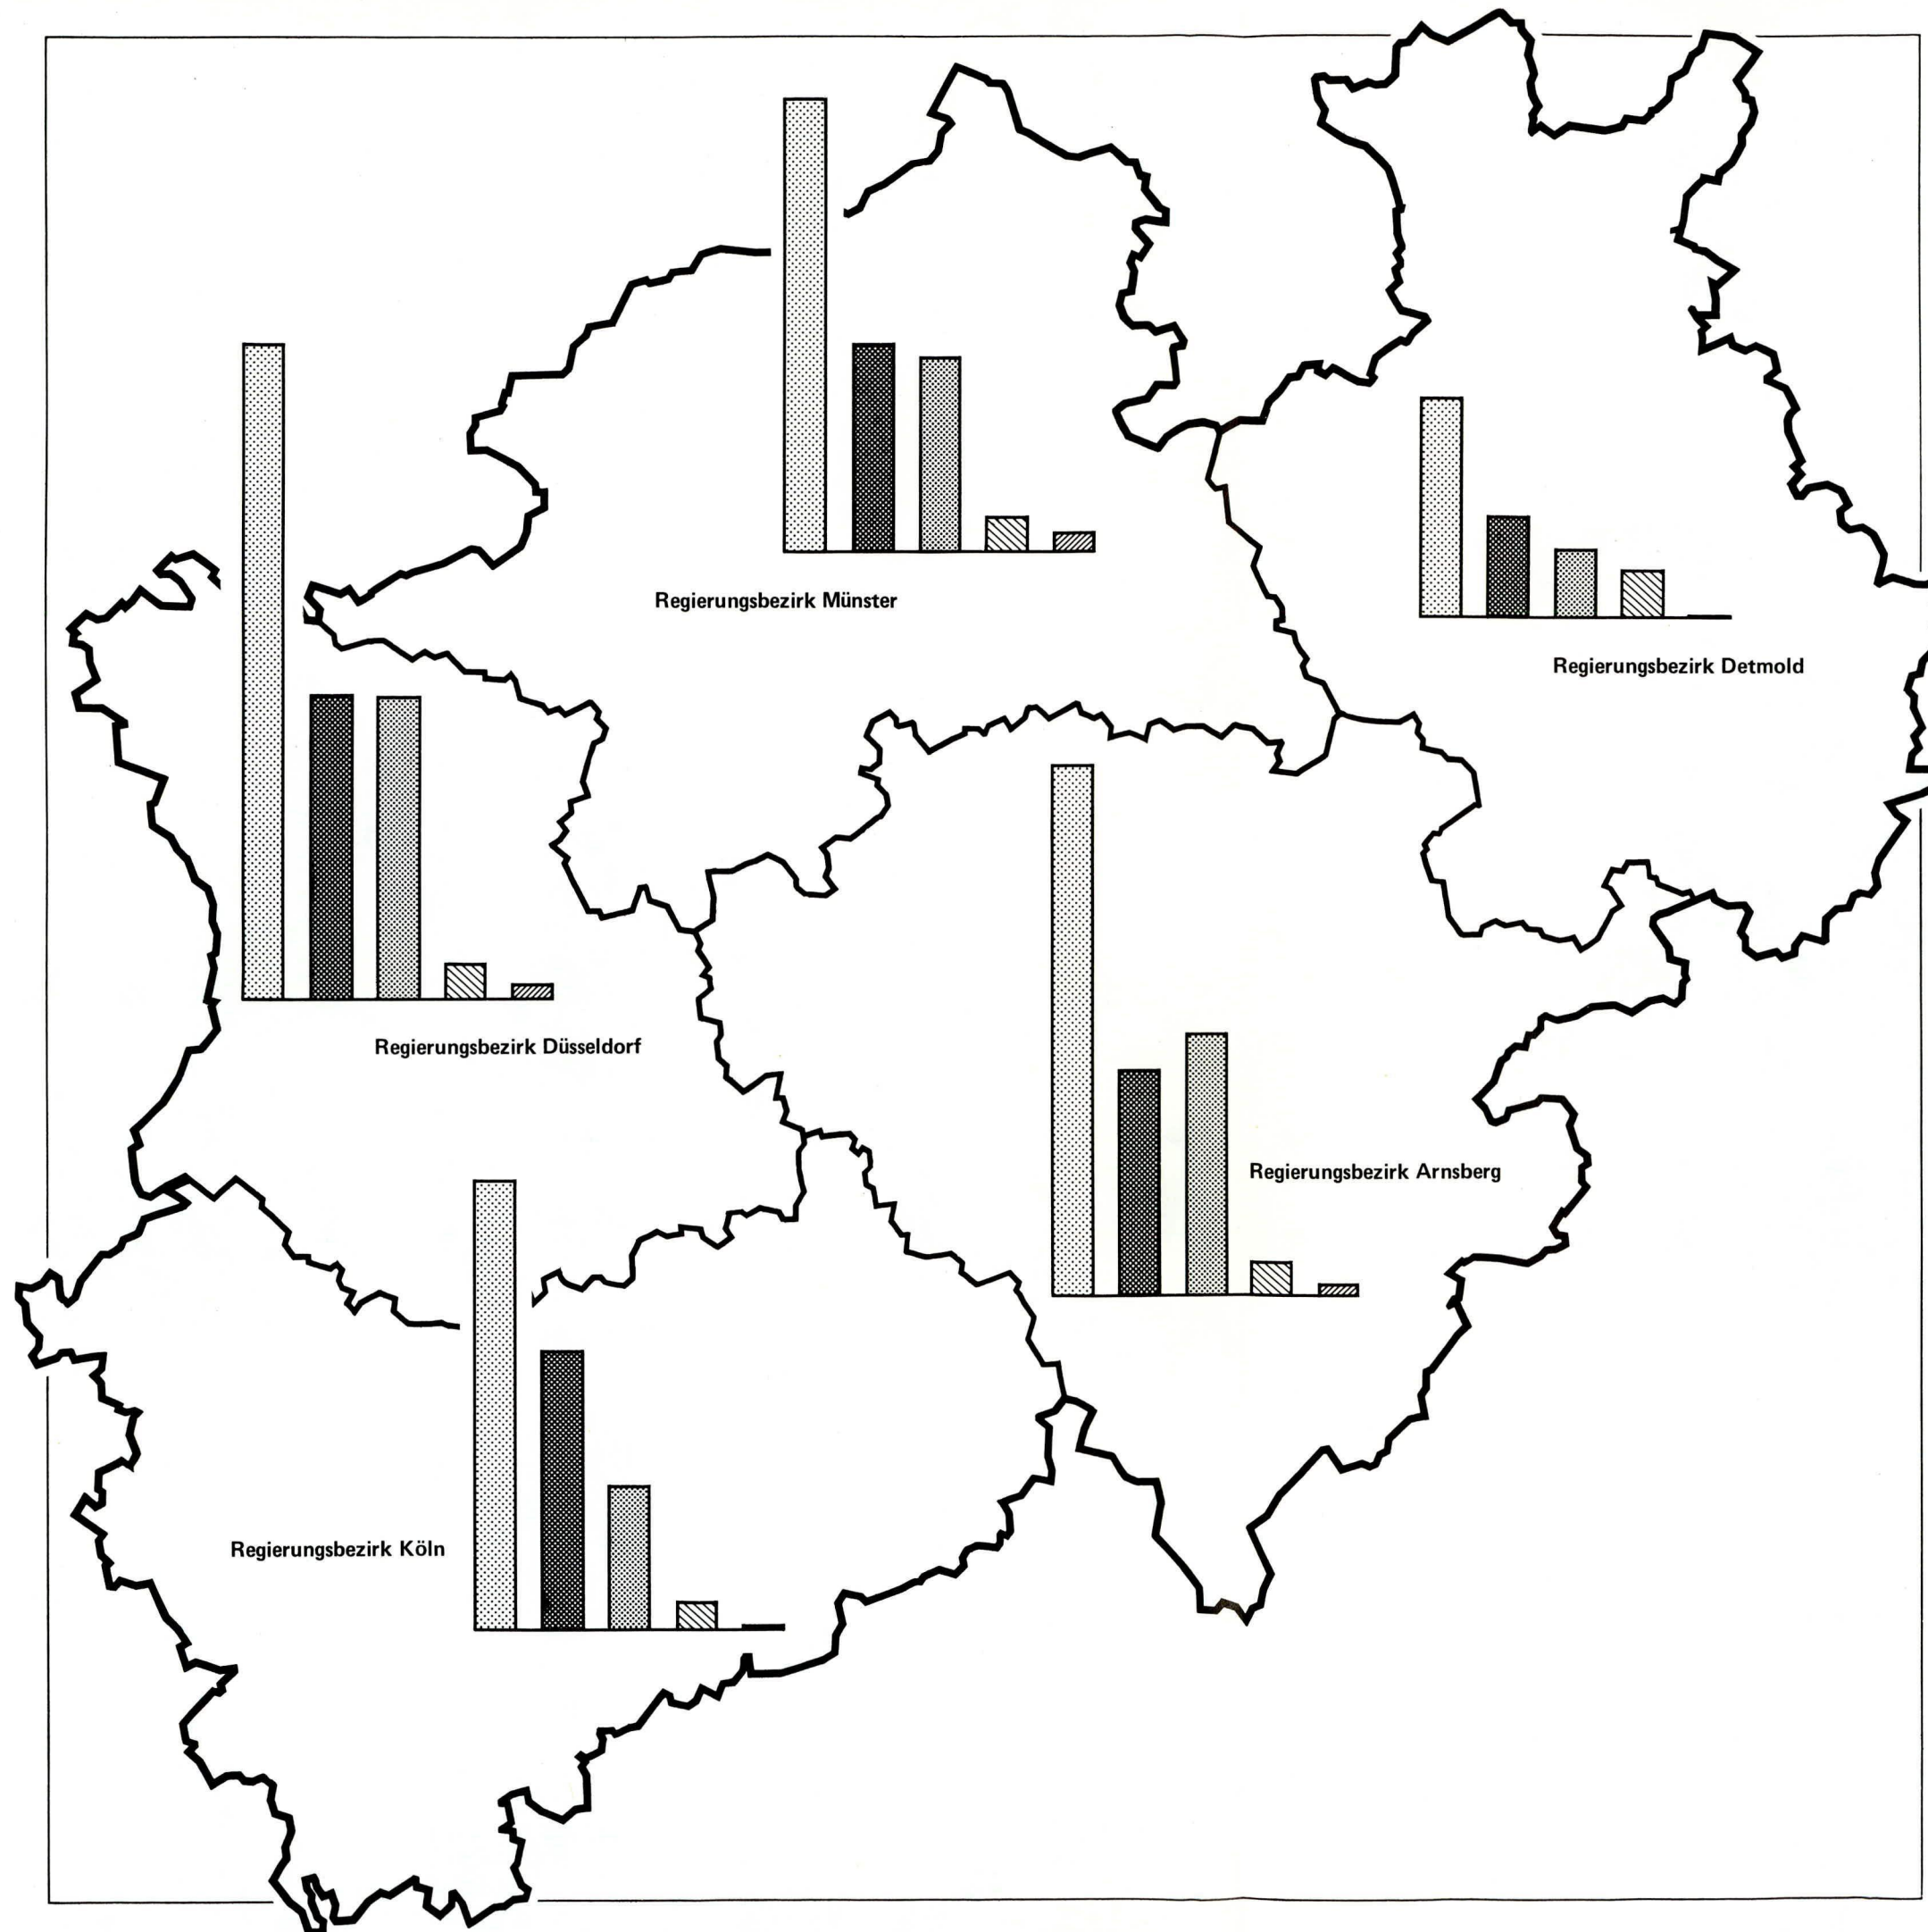 Regierungsbezirk Münster
Regierungsbezirk Detmold
Regierungsbezirk Düsseldorf
Regierungsbezirk Arnsberg
Regierungsbezirk Köln